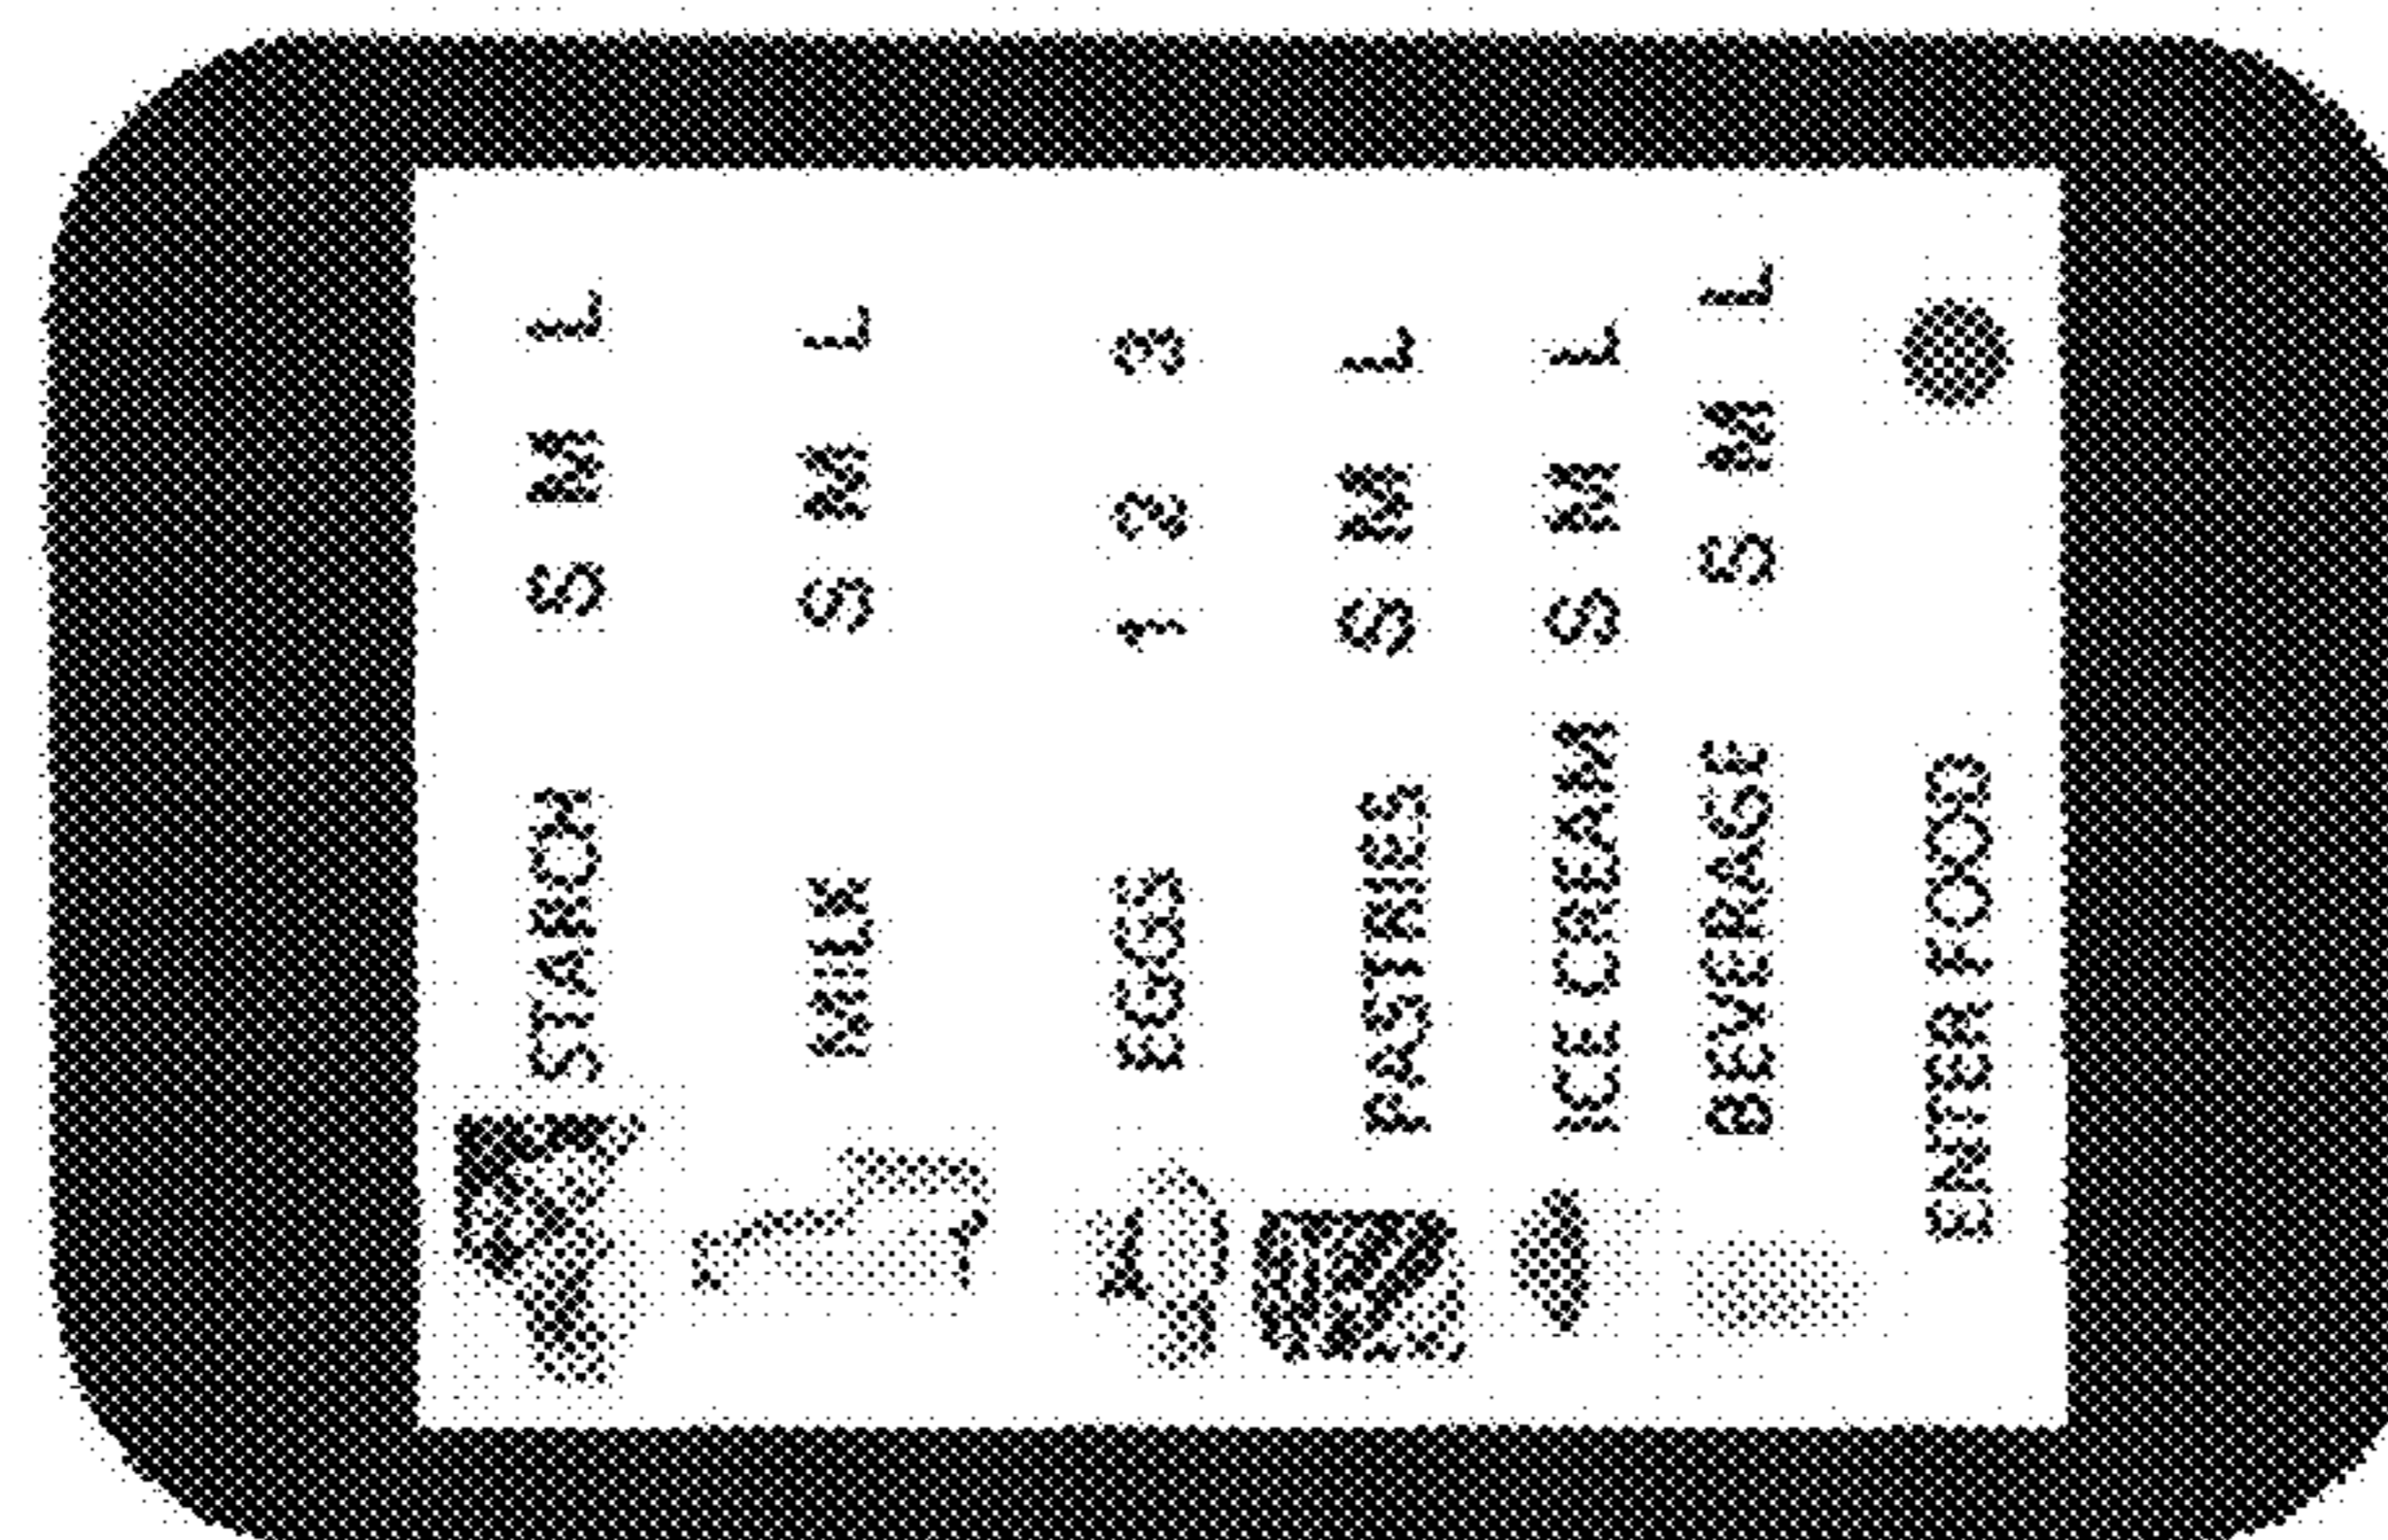 STARCH S M L
MILK S M L
EGGS 1 2 3
PASTRIES S M L
ICE CREAM S M L
BEVERAGE S M L
ENTER FOOD